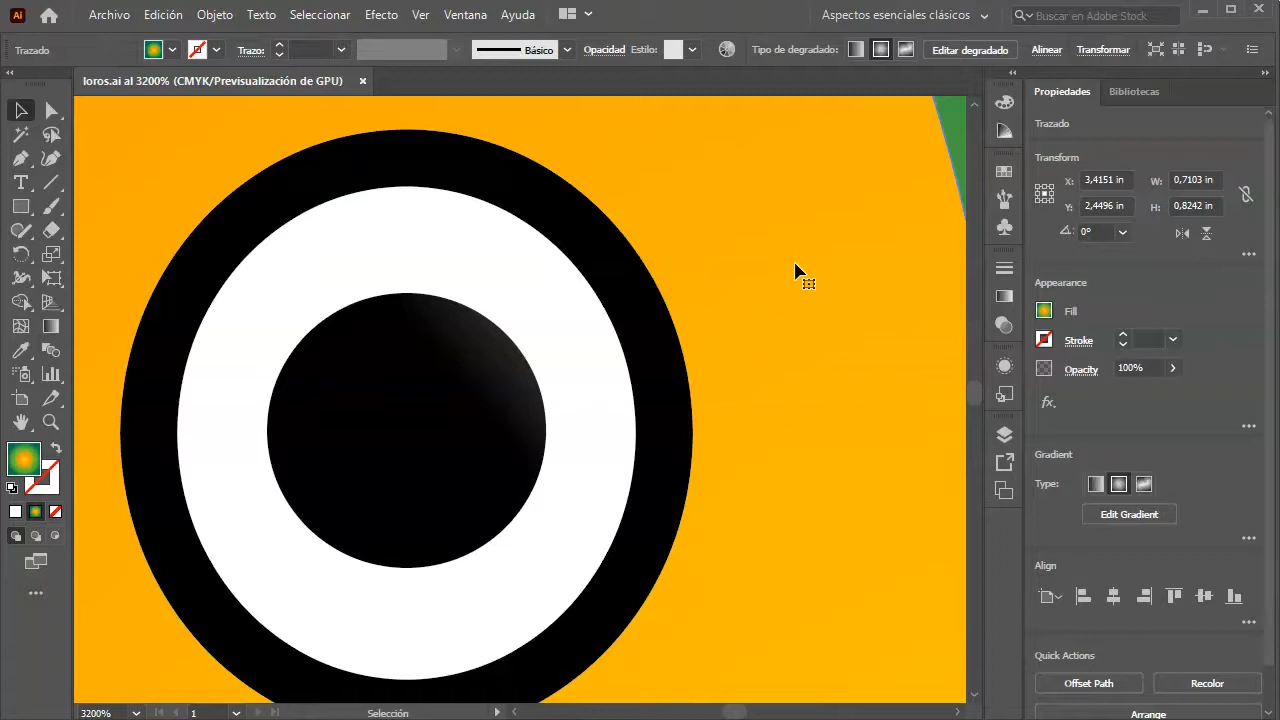 Ai Archivo Edición Objeto Texto Seleccionar Efecto Ver Ventana Ayuda Aspectos esenciales clásicos Buscar en Adobe Stock
Trazado Trazo: Básico Opacidad Estilo: Tipo de degradado: Editar degradado Alinear Transformar
loros.ai al 3200% (CMYK/Previsualización de GPU)
Propiedades Bibliotecas
Trazado
Transform
X: 3,4151 in W: 0,7103 in
Y: 2,4496 in H: 0,8242 in
0°
Appearance
Fill
Stroke
Opacity 100%
fx.
Gradient
Type:
Edit Gradient
Align
Quick Actions
Offset Path Recolor
Arrange
3200% 1 Selección